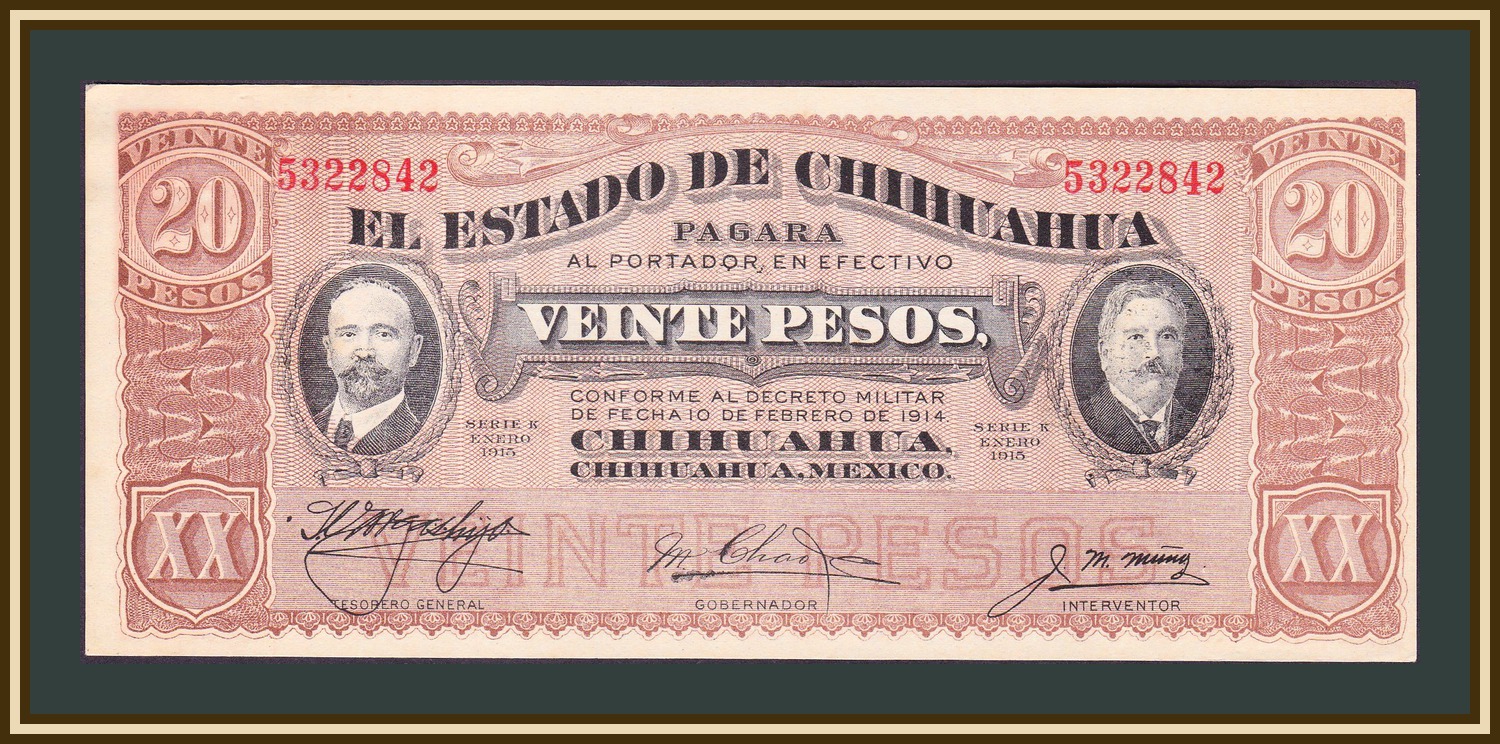 VEINTE
20
PESOS
5322842
EL ESTADO DE CHIHUAHUA
5322842
VEINTE
20
PESOS
PAGARA
AL PORTADOR, EN EFECTIVO
VEINTE PESOS,
CONFORME AL DECRETO MILITAR
DE FECHA 10 DE FEBRERO DE 1914.
CHIHUAHUA,
CHIHUAHUA, MEXICO.
SERIE K
ENERO
1915
SERIE K
ENERO
1915
XX
VEINTE PESOS
XX
M Chao
J. M. Muñoz
TESORERO GENERAL
GOBERNADOR
INTERVENTOR